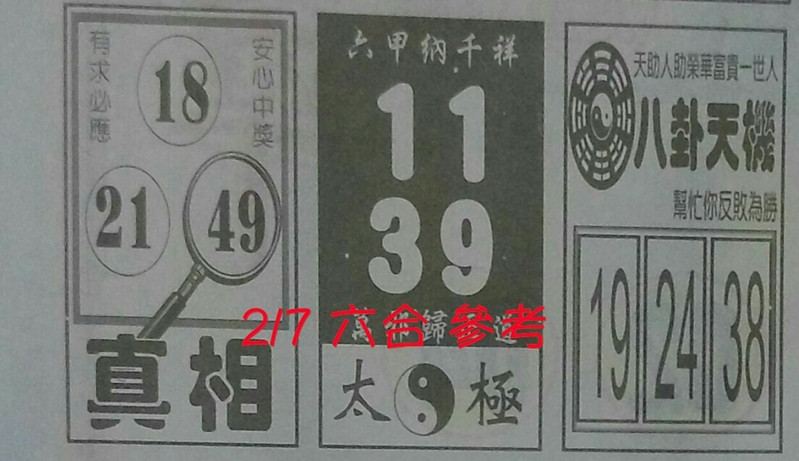 有求必應
安心中獎
18
21
49
真相
六甲納千祥
11
39
歸
太極
天助人助榮華富貴一世人
八卦天機
幫忙你反敗為勝
19
24
38
2/7 六合 參考